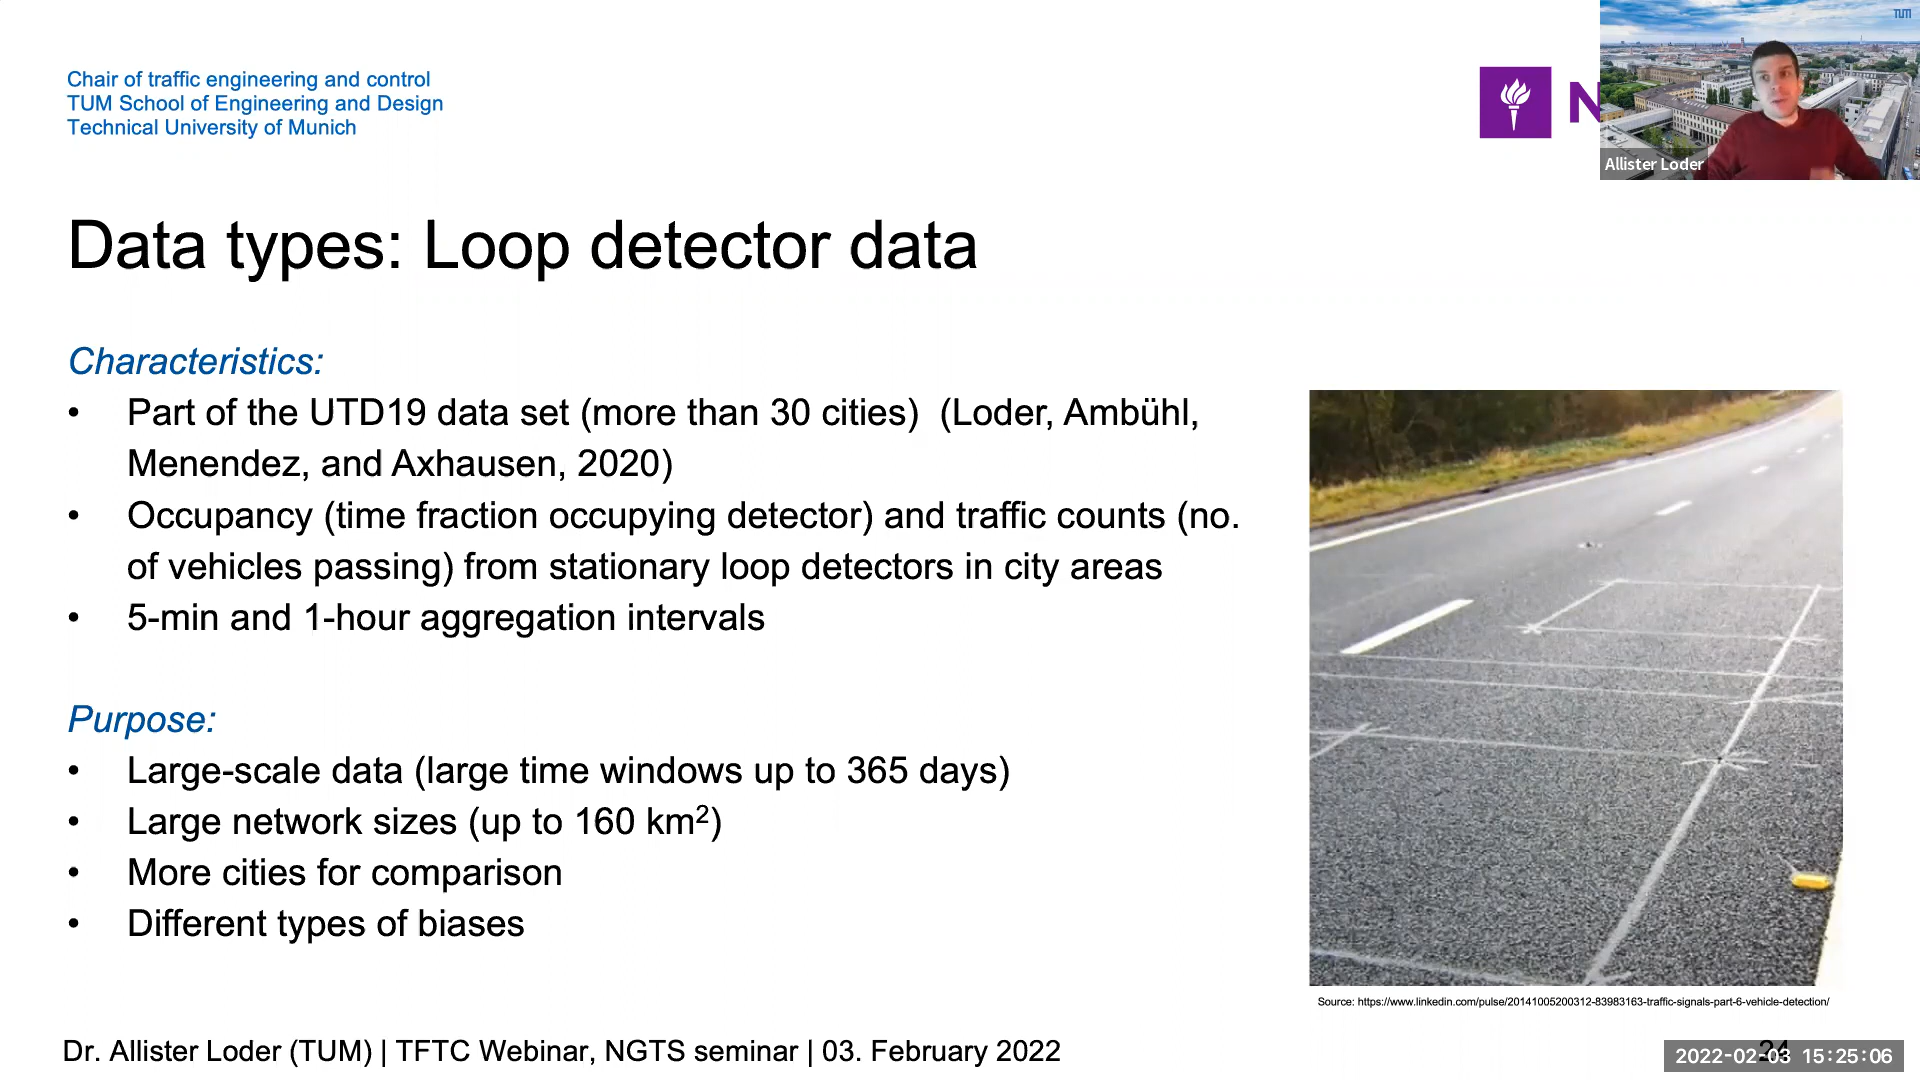 Chair of traffic engineering and control
TUM School of Engineering and Design
Technical University of Munich
N
TUM
Allister Loder
Data types: Loop detector data
Characteristics:
• Part of the UTD19 data set (more than 30 cities) (Loder, Ambühl,
Menendez, and Axhausen, 2020)
• Occupancy (time fraction occupying detector) and traffic counts (no.
of vehicles passing) from stationary loop detectors in city areas
• 5-min and 1-hour aggregation intervals
Purpose:
• Large-scale data (large time windows up to 365 days)
• Large network sizes (up to 160 km²)
• More cities for comparison
• Different types of biases
Source: https://www.linkedin.com/pulse/20141005200312-83983163-traffic-signals-part-6-vehicle-detection/
Dr. Allister Loder (TUM) | TFTC Webinar, NGTS seminar | 03. February 2022
24
2022-02-03 15:25:06